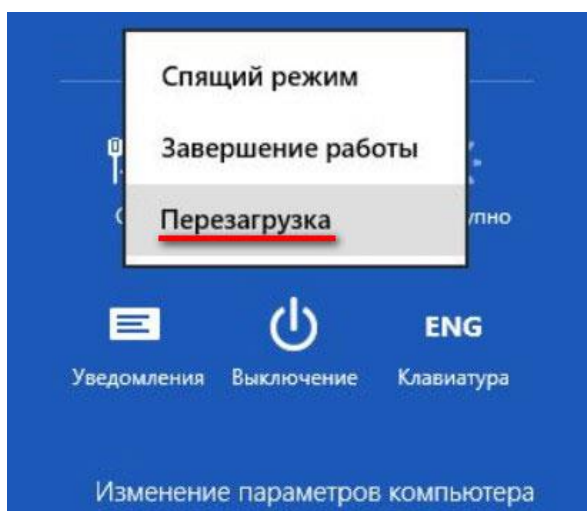 Спящий режим
Завершение работы
Перезагрузка
ENG
Уведомления Выключение Клавиатура
Изменение параметров компьютера